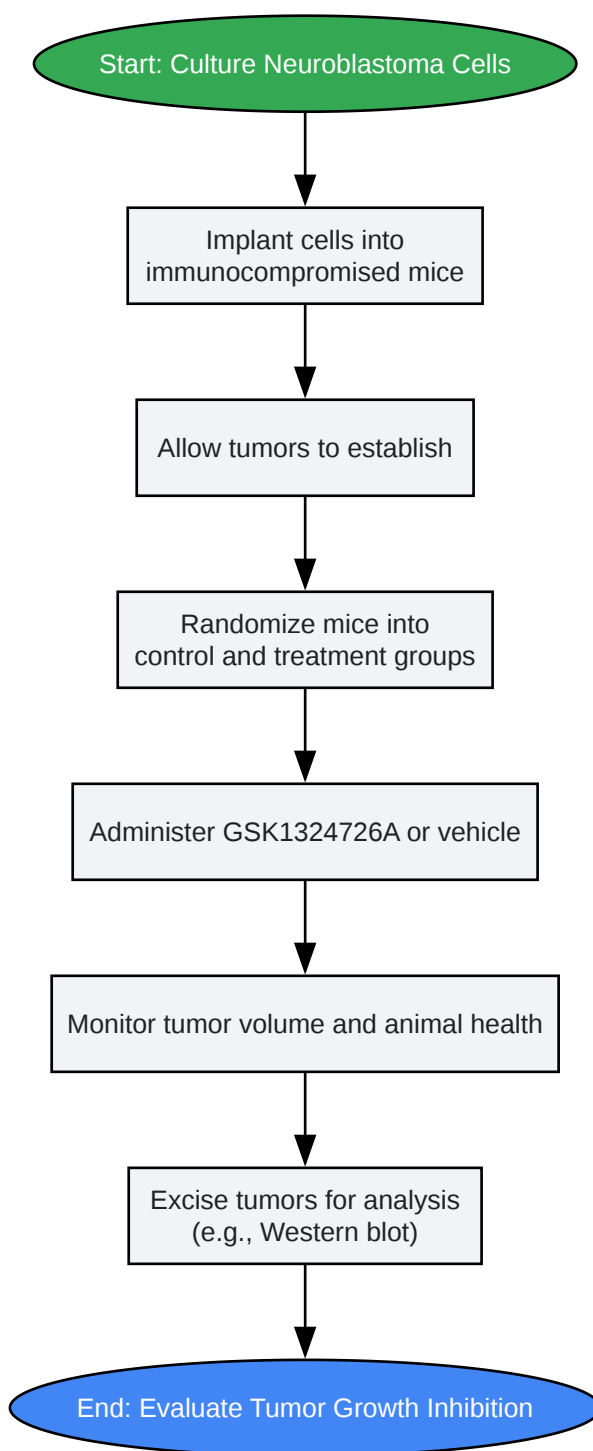 Start: Culture Neuroblastoma Cells
Implant cells into
immunocompromised mice
Allow tumors to establish
Randomize mice into
control and treatment groups
Administer GSK1324726A or vehicle
Monitor tumor volume and animal health
Excise tumors for analysis
(e.g., Western blot)
End: Evaluate Tumor Growth Inhibition